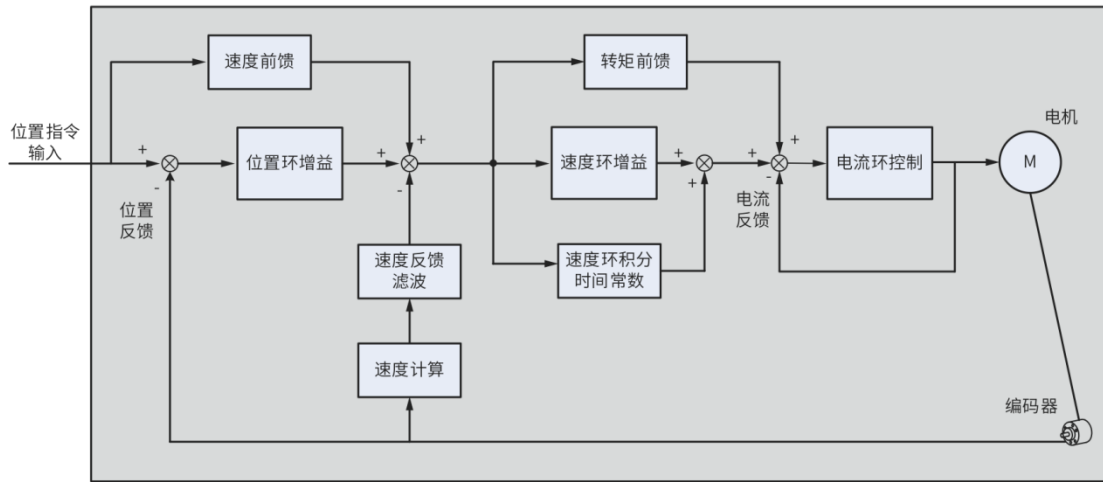 速度前馈
转矩前馈
位置指令
输入
+
-
位置环增益
+
+
-
速度环增益
+
+
+
-
+
电流环控制
电机
M
位置
反馈
电流
反馈
速度反馈
滤波
速度环积分
时间常数
速度计算
编码器